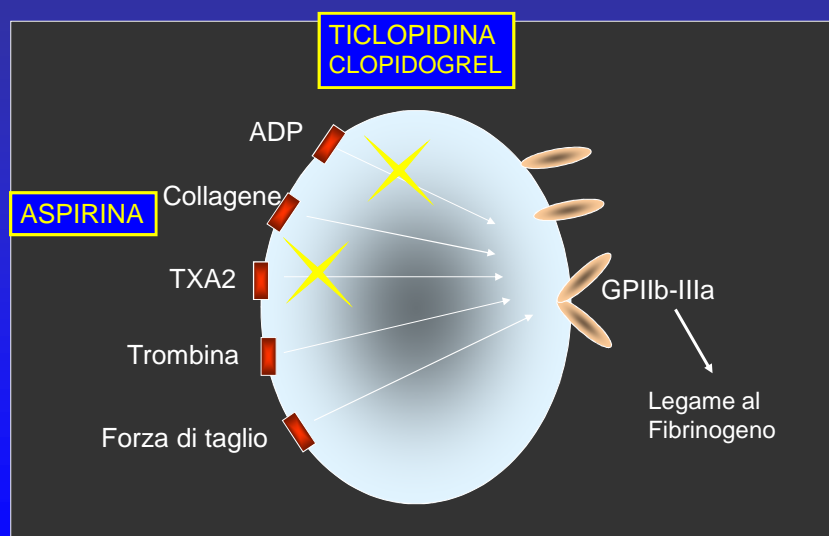 TICLOPIDINA
CLOPIDOGREL
ADP
Collagene
ASPIRINA
TXA2
GPIIb-IIIa
Trombina
Legame al
Fibrinogeno
Forza di taglio